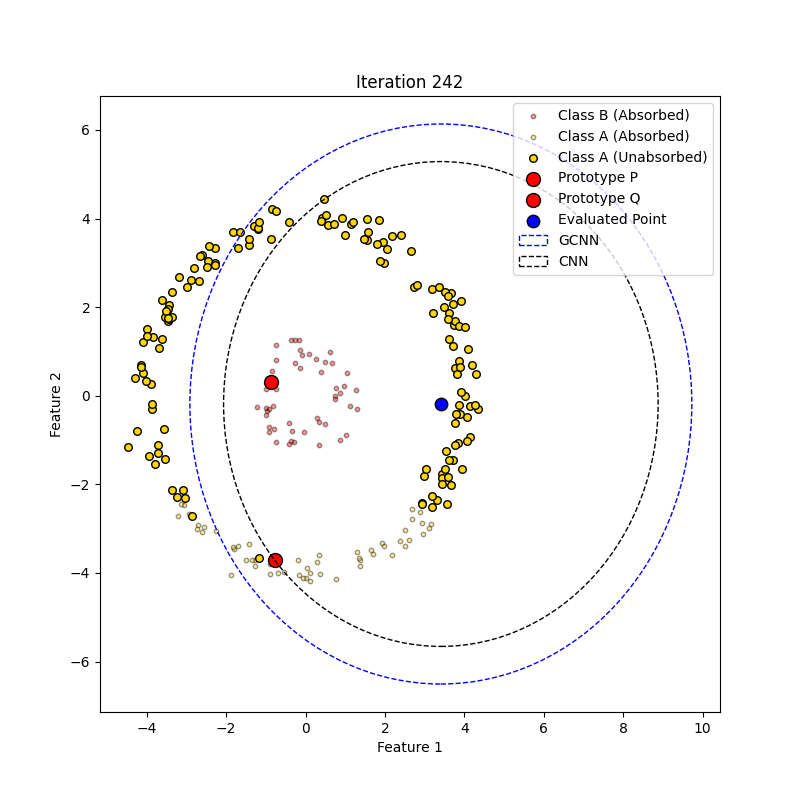 Iteration 242
Class B (Absorbed)
Class A (Absorbed)
Class A (Unabsorbed)
Prototype P
Prototype Q
Evaluated Point
GCNN
CNN
Feature 2
6
4
2
0
−2
−4
−6
−4 −2 0 2 4 6 8 10
Feature 1